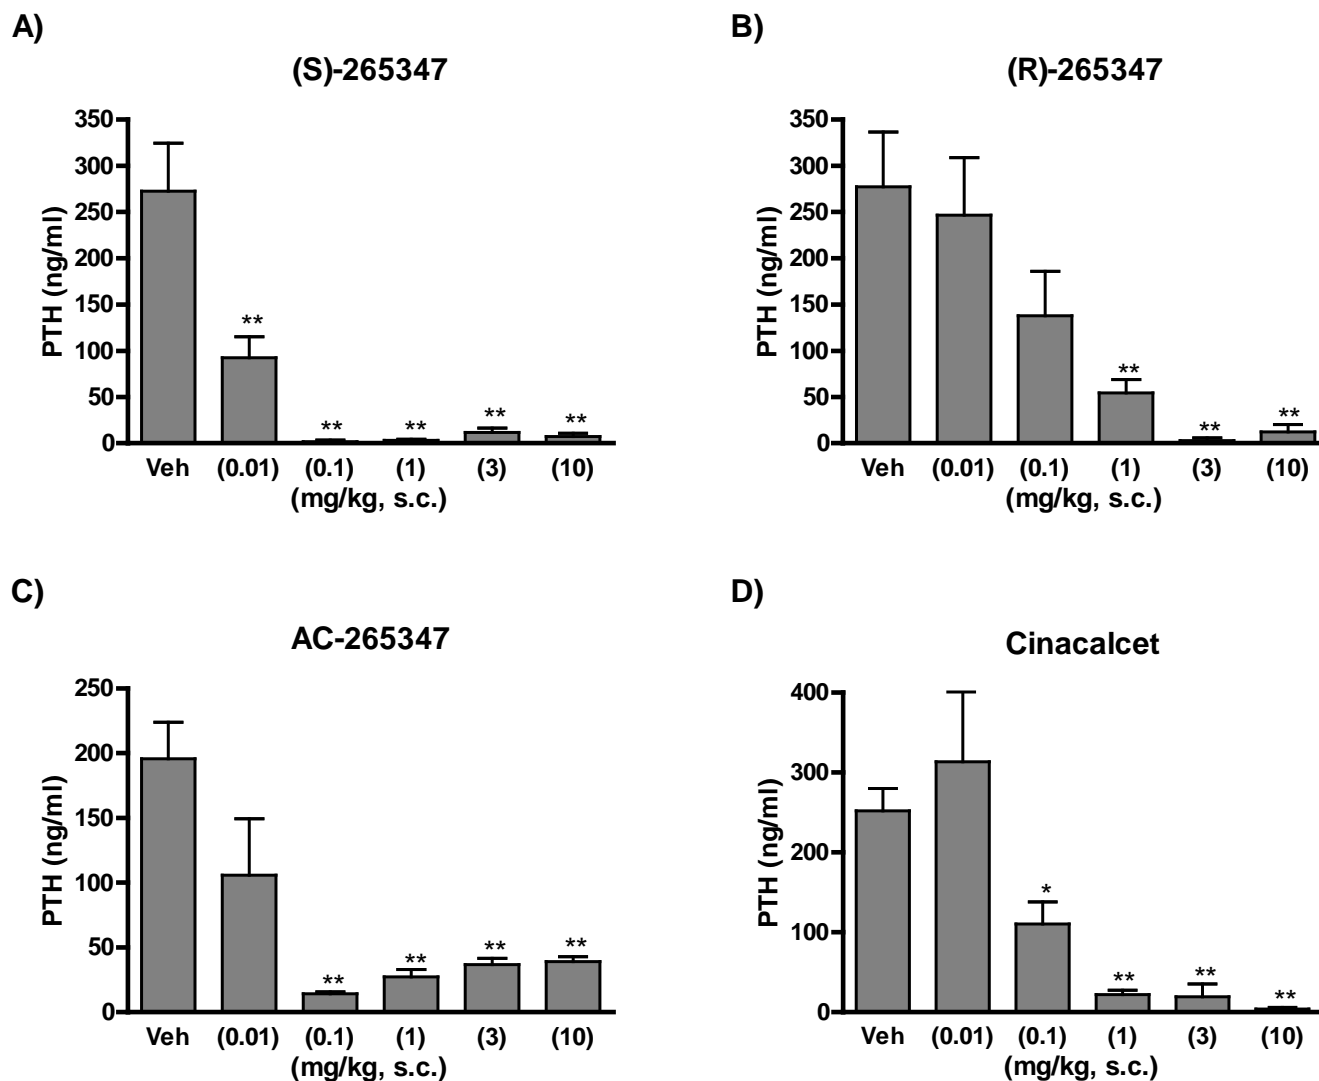 A)
(S)-265347
PTH (ng/ml)
350
300
250
200
150
100
50
0
**
**
**
**
**
Veh (0.01) (0.1) (1) (3) (10)
(mg/kg, s.c.)
B)
(R)-265347
PTH (ng/ml)
350
300
250
200
150
100
50
0
**
**
**
Veh (0.01) (0.1) (1) (3) (10)
(mg/kg, s.c.)
C)
AC-265347
PTH (ng/ml)
250
200
150
100
50
0
**
**
**
**
Veh (0.01) (0.1) (1) (3) (10)
(mg/kg, s.c.)
D)
Cinacalcet
PTH (ng/ml)
400
300
200
100
0
*
**
**
**
Veh (0.01) (0.1) (1) (3) (10)
(mg/kg, s.c.)